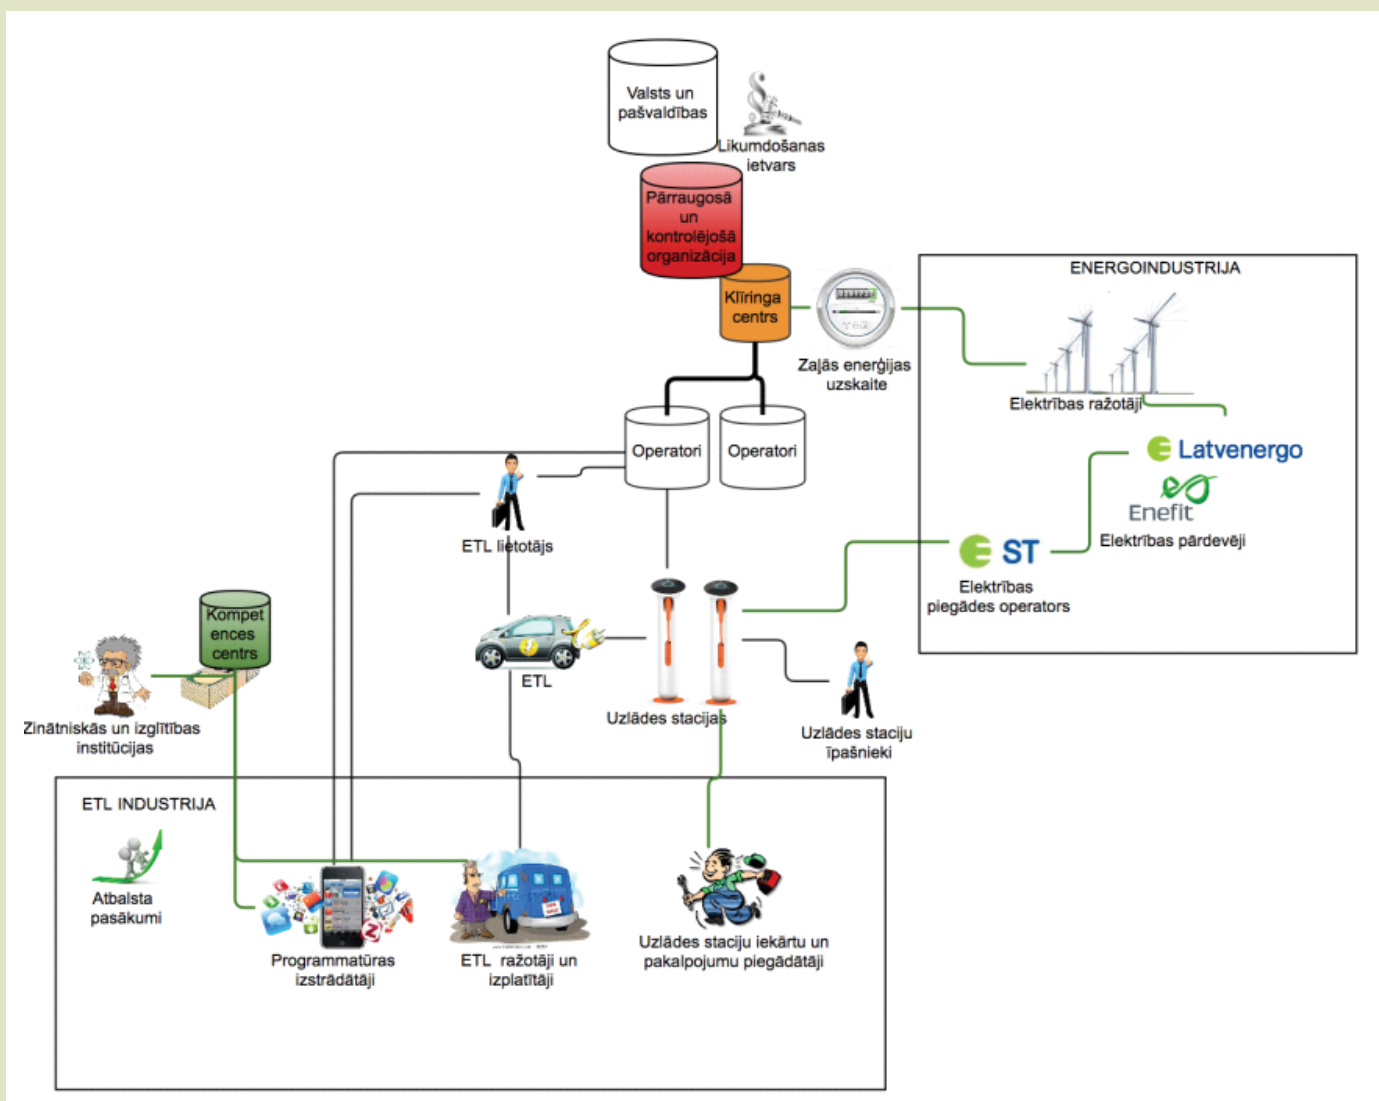 Valsts un
pašvaldības
Likumdošanas
ietvars
Pārraugosā
un
kontrolējošā
organizācija
Klīringa
centrs
Zaļās enerģijas
uzskaite
ENERGOINDUSTRIJA
Elektrības ražotāji
Latvenergo
Enefit
Elektrības pārdevēji
ST
Elektrības
piegādes operators
Operatori
Operatori
ETL lietotājs
ETL
Uzlādes stacijas
Uzlādes staciju
īpašnieki
Kompet
ences
centrs
Zinātniskās un izglītības
institūcijas
ETL INDUSTRIJA
Atbalsta
pasākumi
Programmatūras
izstrādātāji
ETL ražotāji un
izplatītāji
Uzlādes staciju iekārtu un
pakalpojumu piegādātāji